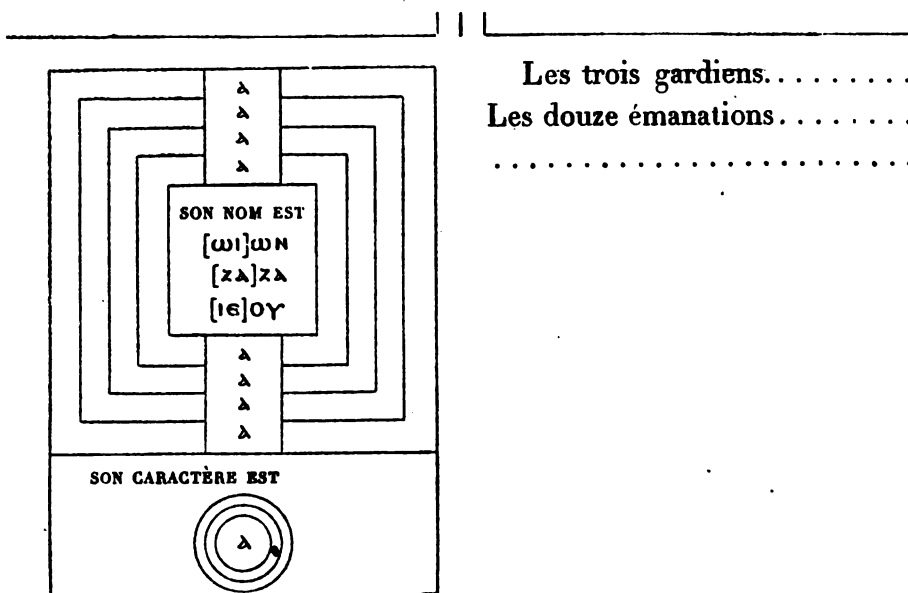 ⲁ
ⲁ
ⲁ
ⲁ
SON NOM EST
[ⲱⲓ]ⲱⲛ
[ⲍⲁ]ⲍⲁ
[ⲓⲉ]ⲟⲩ
ⲁ
ⲁ
ⲁ
ⲁ
SON CARACTÈRE EST
ⲁ
Les trois gardiens. . . . . . . .
Les douze émanations. . . . . . .
. . . . . . . . . . . . . . . . . . . . . . . .